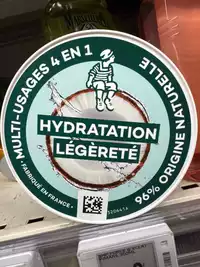 MULTI-USAGES 4 EN 1
HYDRATATION
LÉGÈRETÉ
96% ORIGINE NATURELLE
• FABRIQUÉ EN FRANCE •